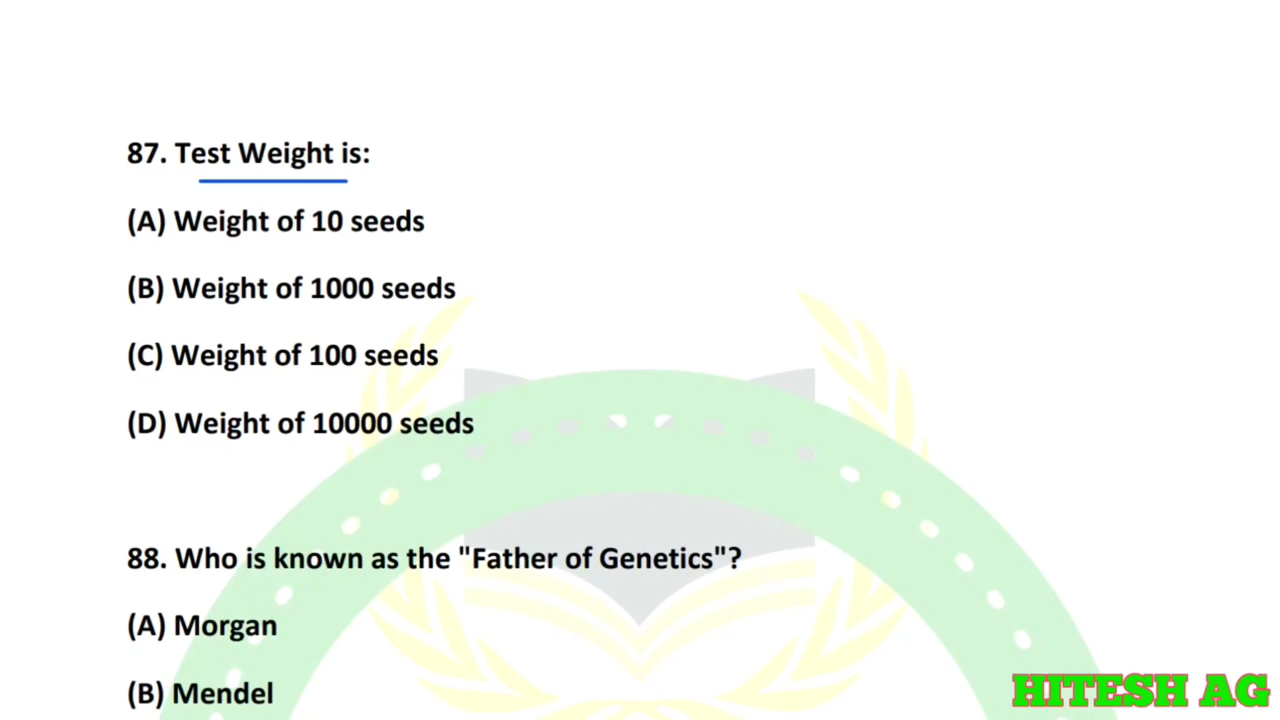 87. Test Weight is:
(A) Weight of 10 seeds
(B) Weight of 1000 seeds
(C) Weight of 100 seeds
(D) Weight of 10000 seeds
88. Who is known as the "Father of Genetics"?
(A) Morgan
(B) Mendel
HITESH AG